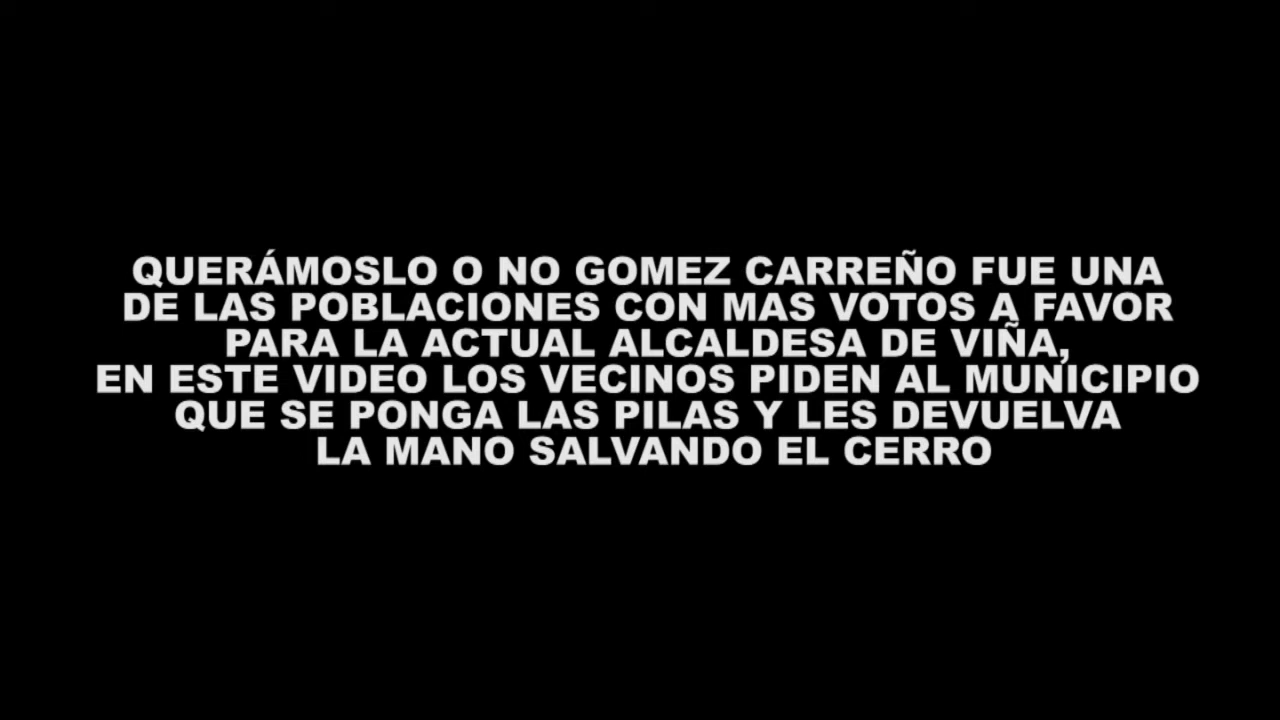 QUERÁMOSLO O NO GOMEZ CARREÑO FUE UNA
DE LAS POBLACIONES CON MAS VOTOS A FAVOR
PARA LA ACTUAL ALCALDESA DE VIÑA,
EN ESTE VIDEO LOS VECINOS PIDEN AL MUNICIPIO
QUE SE PONGA LAS PILAS Y LES DEVUELVA
LA MANO SALVANDO EL CERRO